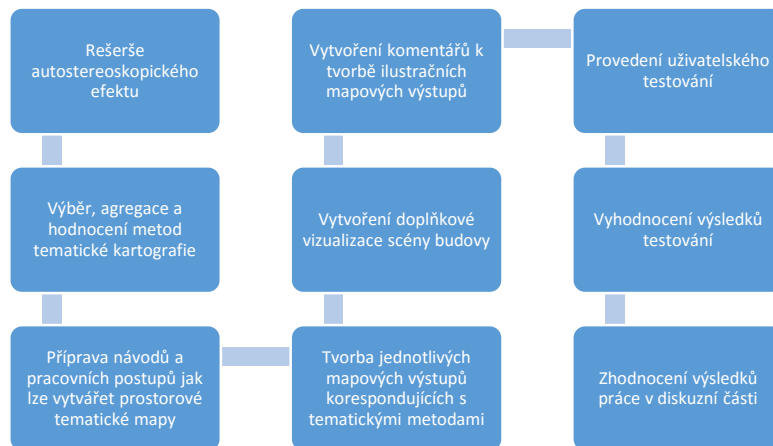 Rešerše
autostereoskopického
efektu
Výběr, agregace a
hodnocení metod
tematické kartografie
Příprava návodů a
pracovních postupů jak
lze vytvářet prostorové
tematické mapy
Tvorba jednotlivých
mapových výstupů
korespondujících s
tematickými metodami
Vytvoření doplňkové
vizualizace scény budovy
Vytvoření komentářů k
tvorbě ilustračních
mapových výstupů
Provedení uživatelského
testování
Vyhodnocení výsledků
testování
Zhodnocení výsledků
práce v diskuzní části